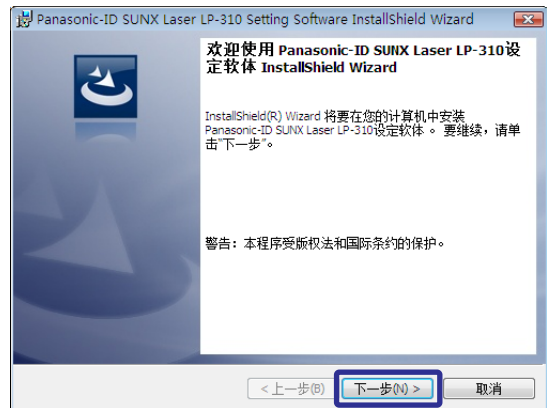 Panasonic-ID SUNX Laser LP-310 Setting Software InstallShield Wizard
欢迎使用 Panasonic-ID SUNX Laser LP-310设
定软体 InstallShield Wizard
InstallShield(R) Wizard 将要在您的计算机中安装
Panasonic-ID SUNX Laser LP-310设定软体 。 要继续，请单
击“下一步”。
警告：本程序受版权法和国际条约的保护。
<上一步(B) 下一步(N) > 取消